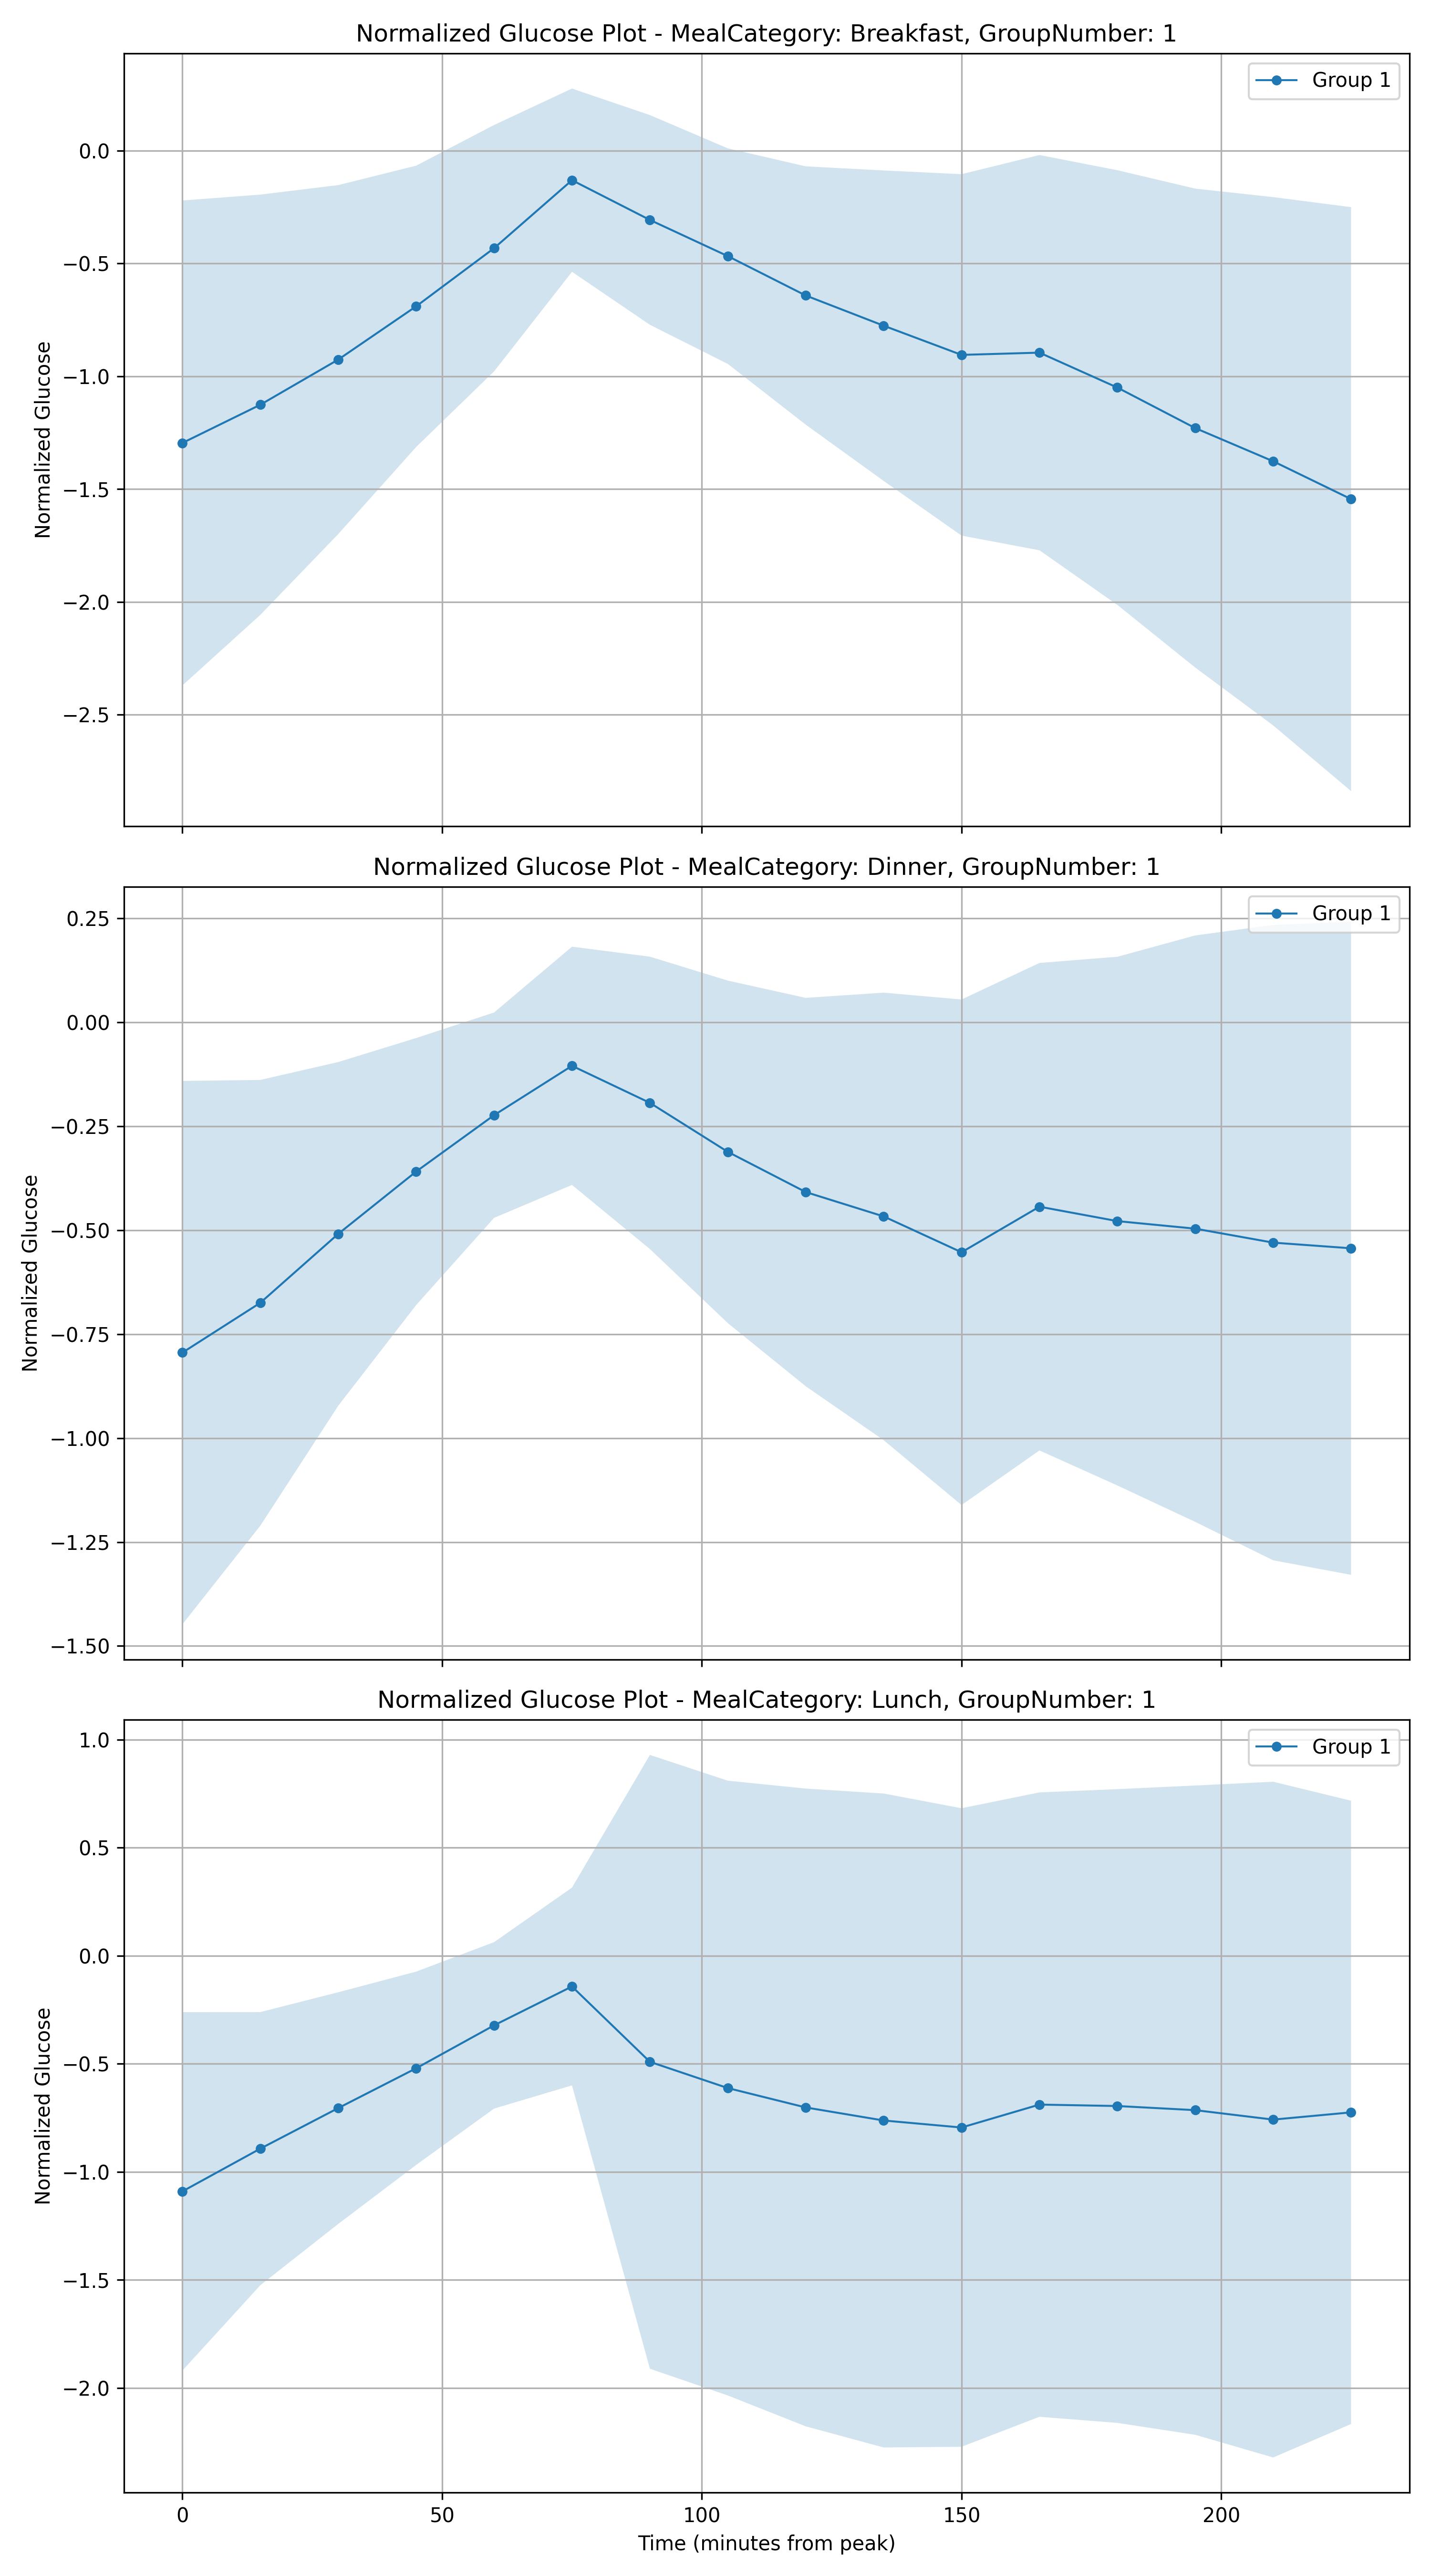 Normalized Glucose Plot - MealCategory: Breakfast, GroupNumber: 1
Group 1
Normalized Glucose
0.0
−0.5
−1.0
−1.5
−2.0
−2.5
Normalized Glucose Plot - MealCategory: Dinner, GroupNumber: 1
Group 1
Normalized Glucose
0.25
0.00
−0.25
−0.50
−0.75
−1.00
−1.25
−1.50
Normalized Glucose Plot - MealCategory: Lunch, GroupNumber: 1
Group 1
Normalized Glucose
1.0
0.5
0.0
−0.5
−1.0
−1.5
−2.0
0 50 100 150 200
Time (minutes from peak)